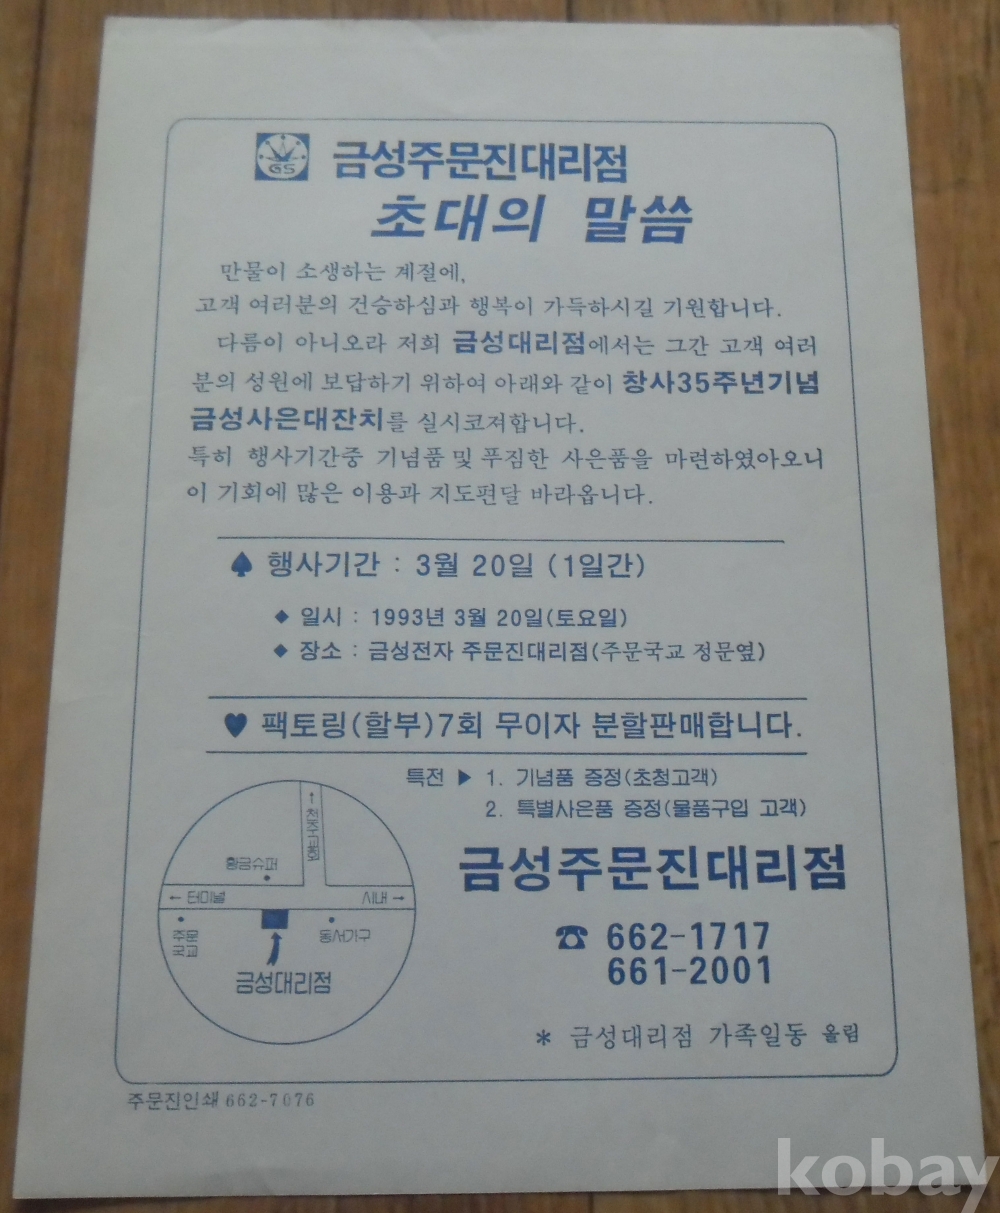 GS
금성주문진대리점
초대의 말씀
만물이 소생하는 계절에,
고객 여러분의 건승하심과 행복이 가득하시길 기원합니다.
다름이 아니오라 저희 금성대리점에서는 그간 고객 여러
분의 성원에 보답하기 위하여 아래와 같이 창사35주년기념
금성사은대잔치를 실시코져합니다.
특히 행사기간중 기념품 및 푸짐한 사은품을 마련하였아오니
이 기회에 많은 이용과 지도편달 바라옵니다.
♠ 행사기간 : 3월 20일 (1일간)
◆ 일시 : 1993년 3월 20일(토요일)
◆ 장소 : 금성전자 주문진대리점(주문국교 정문옆)
♥ 팩토링(할부)7회 무이자 분할판매합니다.
특전 ▶ 1. 기념품 증정(초청고객)
2. 특별사은품 증정(물품구입 고객)
↑천주교회
황금슈퍼
← 터미널
시내 →
주문
국교
동서가구
금성대리점
금성주문진대리점
☎ 662-1717
661-2001
* 금성대리점 가족일동 올림
주문진인쇄 662-7076
kobay